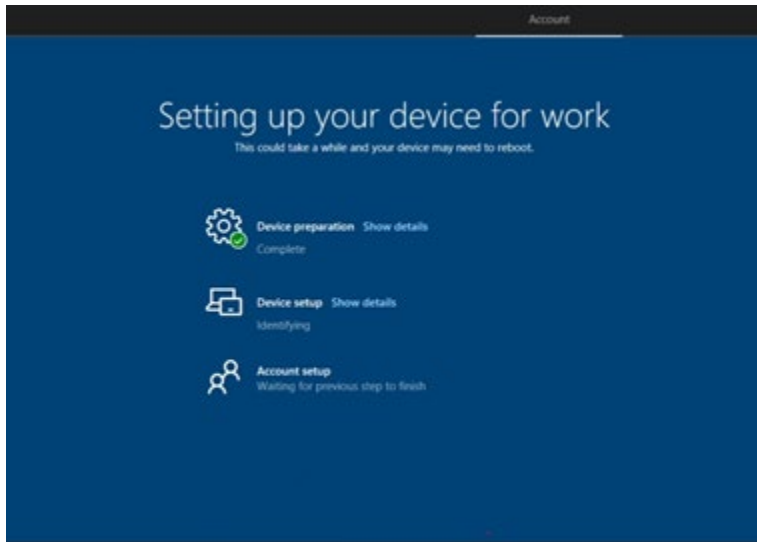 Account
Setting up your device for work
This could take a while and your device may need to reboot.
Device preparation Show details
Complete
Device setup Show details
Identifying
Account setup
Waiting for previous step to finish